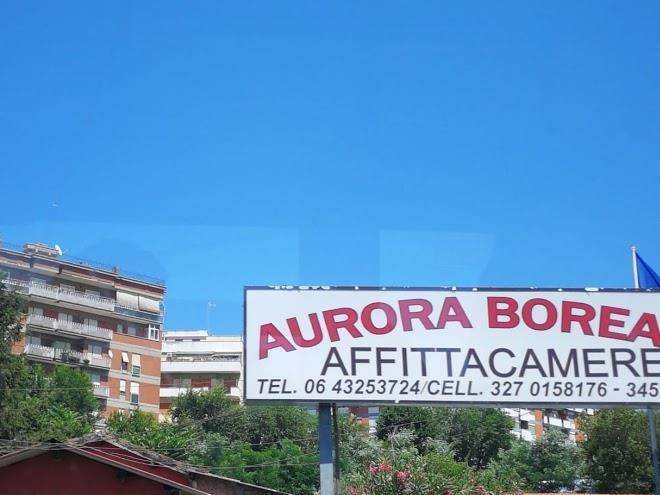 AURORA BOREA
AFFITTACAMERE
TEL. 06 43253724/CELL. 327 0158176 - 345